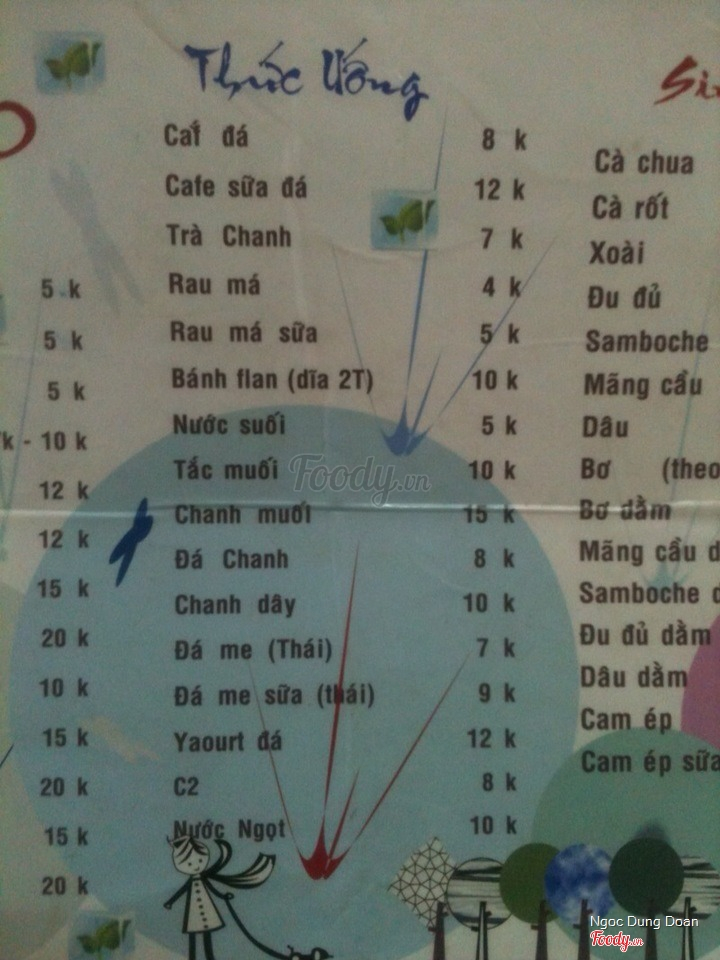 Thức Uống
Caf đá 8 k
Cafe sữa đá 12 k
Trà Chanh 7 k
Rau má 4 k
Rau má sữa 5 k
Bánh flan (dĩa 2T) 10 k
Nước suối 5 k
Tắc muối 10 k
Chanh muối 15 k
Đá Chanh 8 k
Chanh dây 10 k
Đá me (Thái) 7 k
Đá me sữa (thái) 9 k
Yaourt đá 12 k
C2 8 k
Nước Ngọt 10 k
5 k
5 k
5 k
k - 10 k
12 k
12 k
15 k
20 k
10 k
15 k
20 k
15 k
20 k
Cà chua
Cà rốt
Xoài
Đu đủ
Samboche
Mãng cầu
Dâu
Bơ (theo
Bơ dằm
Mãng cầu d
Samboche d
Đu đủ dằm
Dâu dằm
Cam ép
Cam ép sữa
Foody.vn
Ngoc Dung Doan
Foody.vn